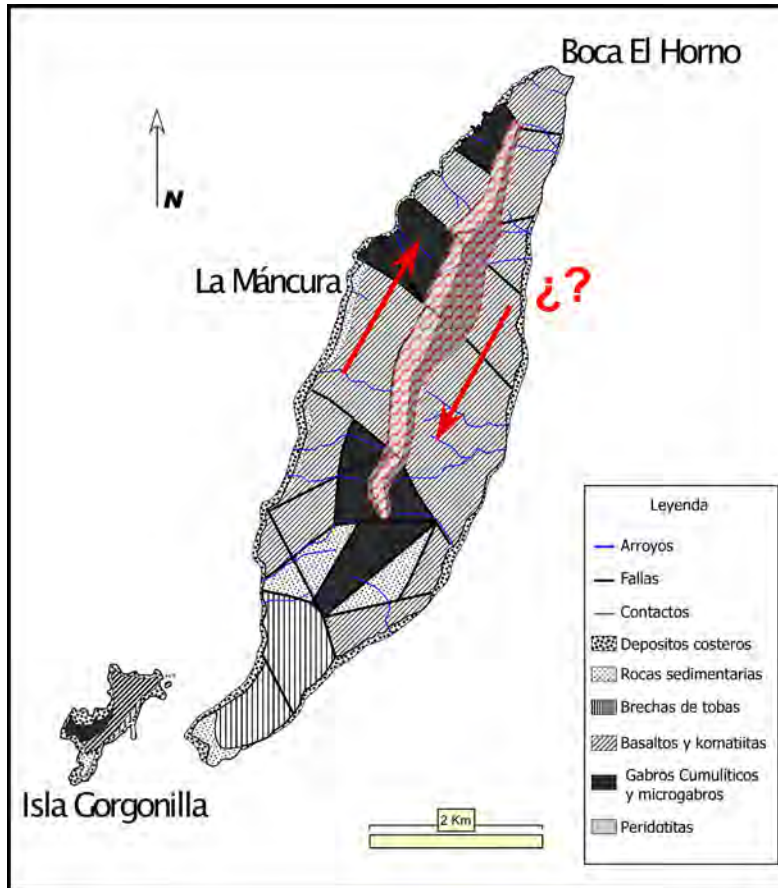 Boca El Horno
N
La Máncura
¿?
Leyenda
Arroyos
Fallas
Contactos
Depositos costeros
Rocas sedimentarias
Brechas de tobas
Basaltos y komatiitas
Gabros Cumulíticos
y microgabros
Peridotitas
Isla Gorgonilla
2 Km